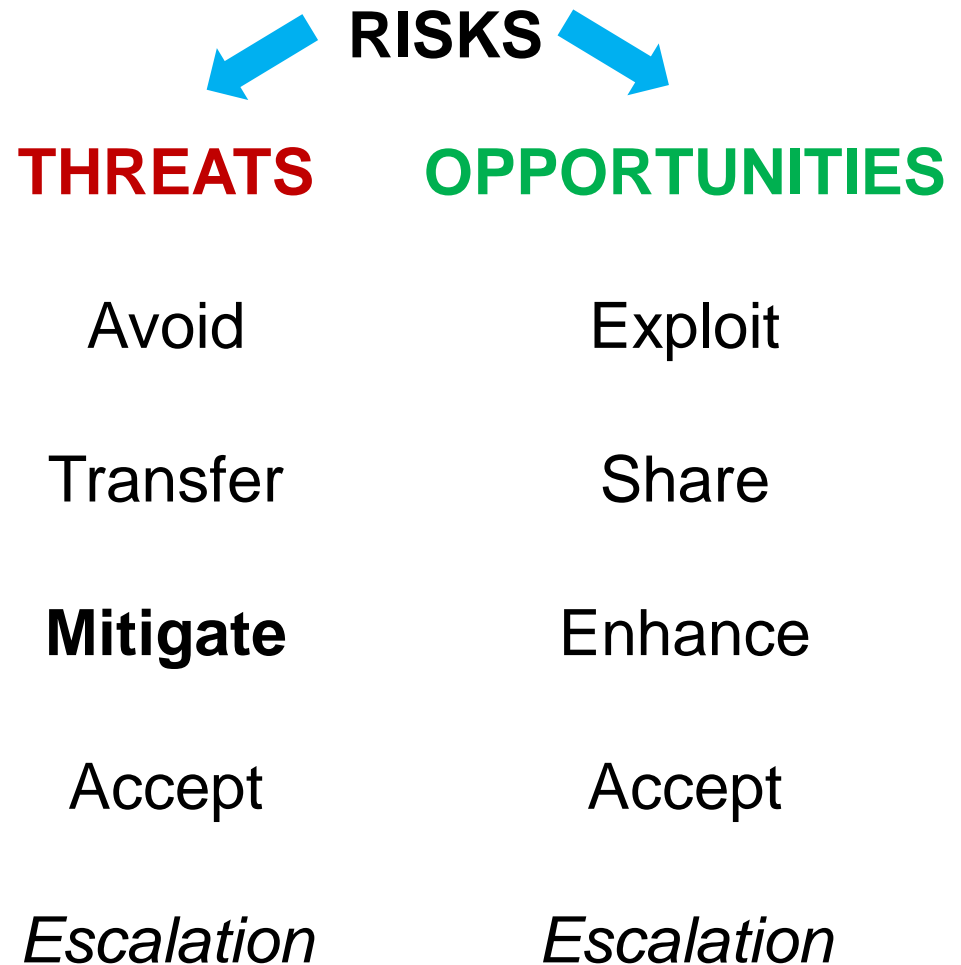 RISKS
THREATS OPPORTUNITIES
Avoid Exploit
Transfer Share
Mitigate Enhance
Accept Accept
Escalation Escalation